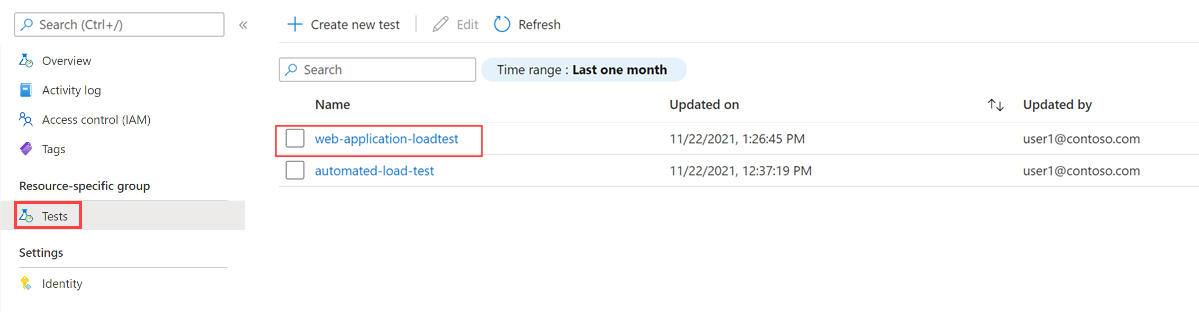 Search (Ctrl+/)
«
Overview
Activity log
Access control (IAM)
Tags
Resource-specific group
Tests
Settings
Identity
Create new test
Edit
Refresh
Search
Time range : Last one month
Name Updated on Updated by
web-application-loadtest 11/22/2021, 1:26:45 PM user1@contoso.com
automated-load-test 11/22/2021, 12:37:19 PM user1@contoso.com